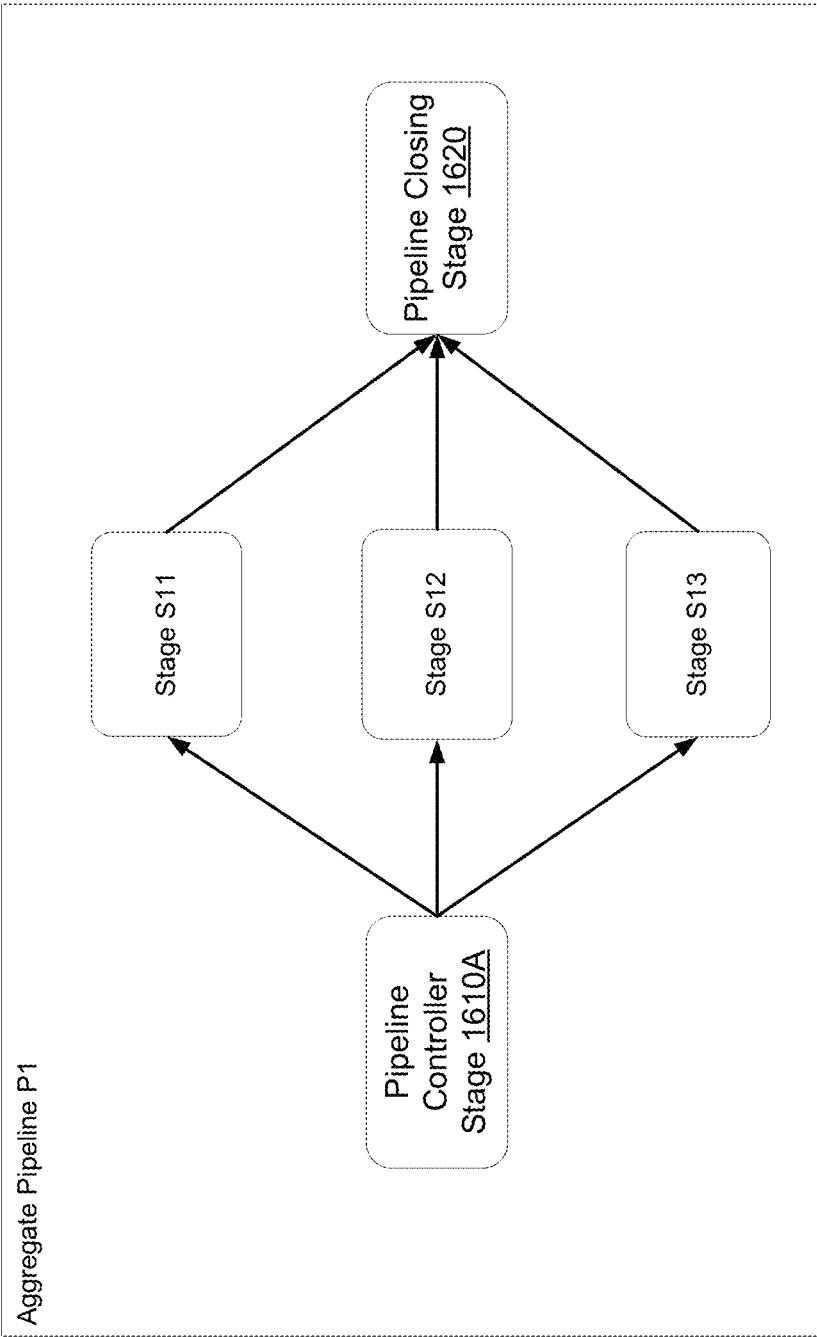 Aggregate Pipeline P1
Pipeline
Controller
Stage 1610A
Stage S11
Stage S12
Stage S13
Pipeline Closing
Stage 1620